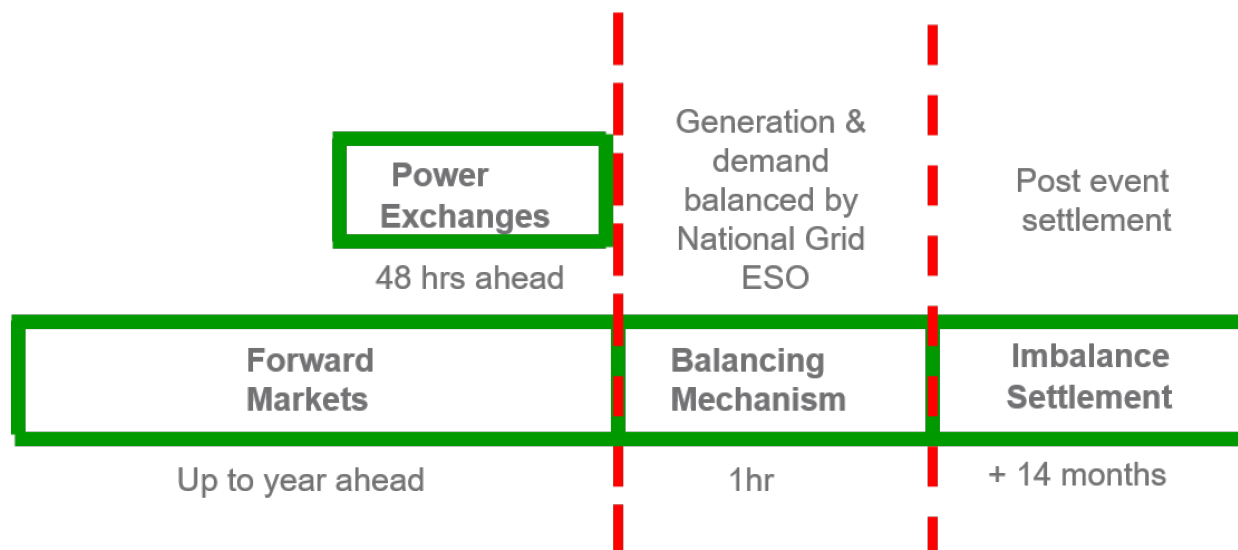 Power
Exchanges
48 hrs ahead
Generation &
demand
balanced by
National Grid
ESO
Post event
settlement
Forward
Markets
Up to year ahead
Balancing
Mechanism
1hr
Imbalance
Settlement
+ 14 months